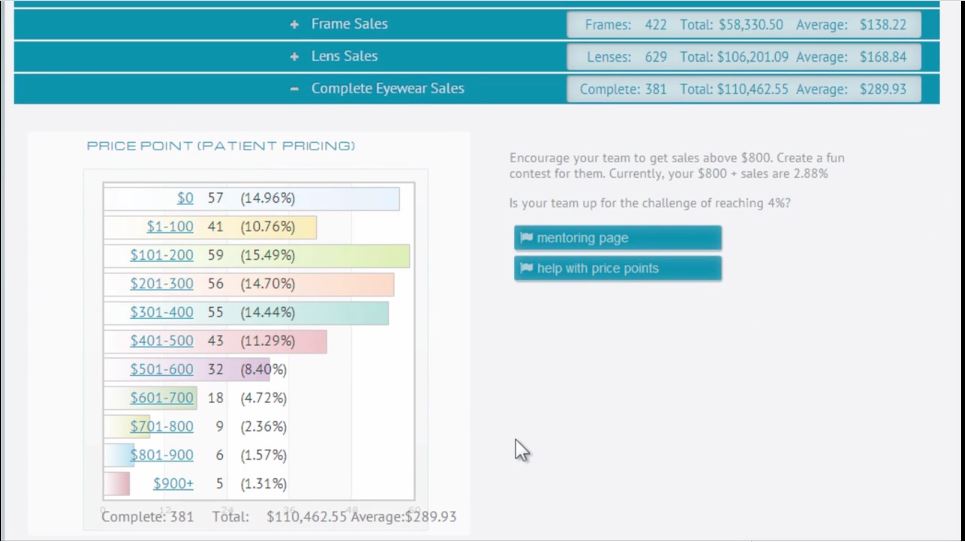 + Frame Sales Frames: 422 Total: $58,330.50 Average: $138.22
+ Lens Sales Lenses: 629 Total: $106,201.09 Average: $168.84
− Complete Eyewear Sales Complete: 381 Total: $110,462.55 Average: $289.93
PRICE POINT (PATIENT PRICING)
$0 57 (14.96%)
$1-100 41 (10.76%)
$101-200 59 (15.49%)
$201-300 56 (14.70%)
$301-400 55 (14.44%)
$401-500 43 (11.29%)
$501-600 32 (8.40%)
$601-700 18 (4.72%)
$701-800 9 (2.36%)
$801-900 6 (1.57%)
$900+ 5 (1.31%)
0 12 24 36 48 60
Complete: 381 Total: $110,462.55 Average:$289.93
Encourage your team to get sales above $800. Create a fun
contest for them. Currently, your $800 + sales are 2.88%
Is your team up for the challenge of reaching 4%?
mentoring page
help with price points